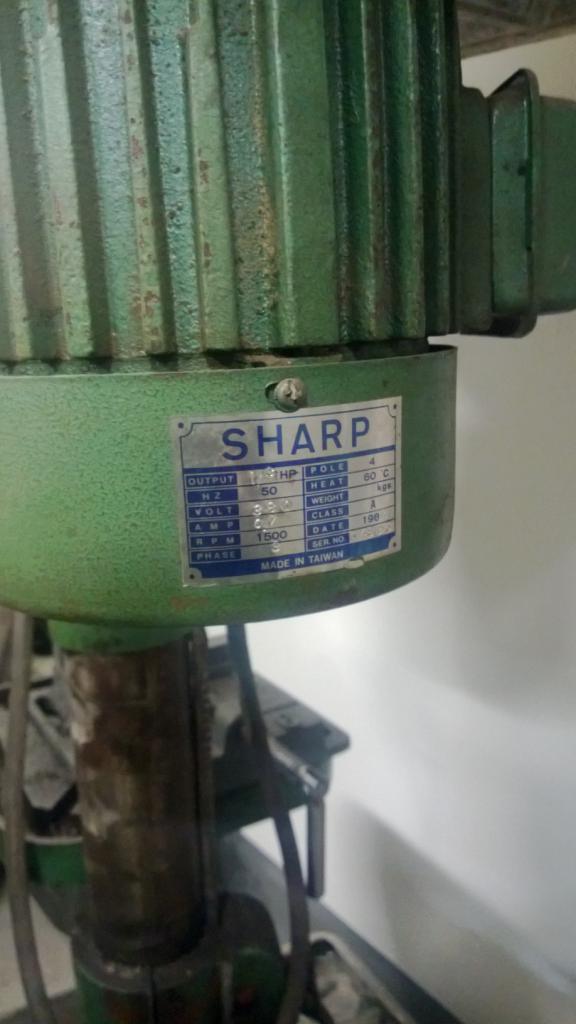 SHARP
OUTPUT HP POLE 4
HZ 50 HEAT 60 C
VOLT WEIGHT kgs
AMP CLASS A
RPM 1500 DATE 198
PHASE SER. NO.
MADE IN TAIWAN